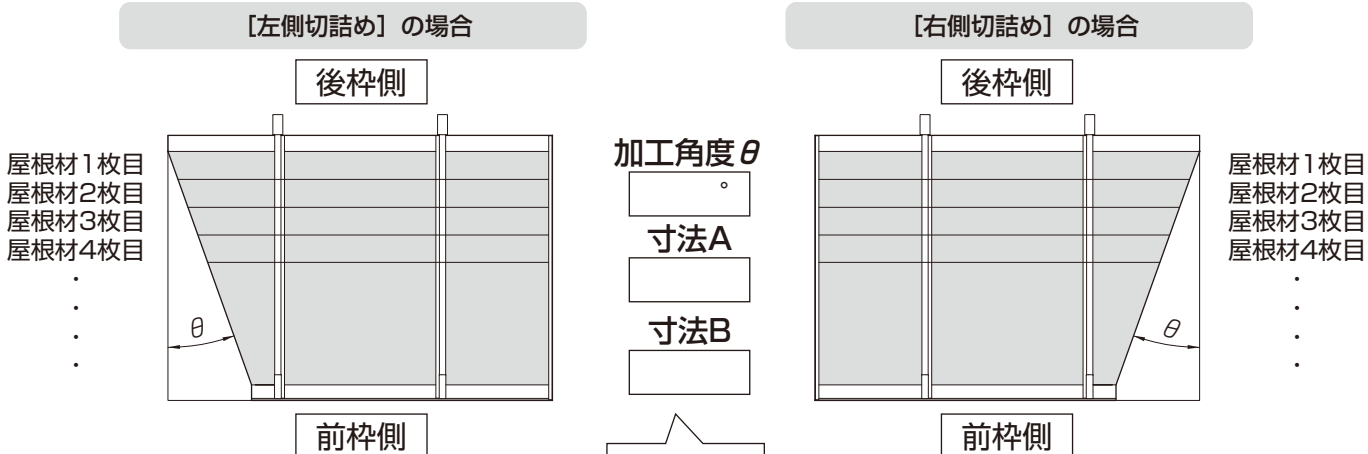 [左側切詰め]の場合
後枠側
屋根材1枚目
屋根材2枚目
屋根材3枚目
屋根材4枚目
・
・
・
・
θ
前枠側
加工角度θ
°
寸法A
寸法B
[右側切詰め]の場合
後枠側
屋根材1枚目
屋根材2枚目
屋根材3枚目
屋根材4枚目
・
・
・
・
θ
前枠側